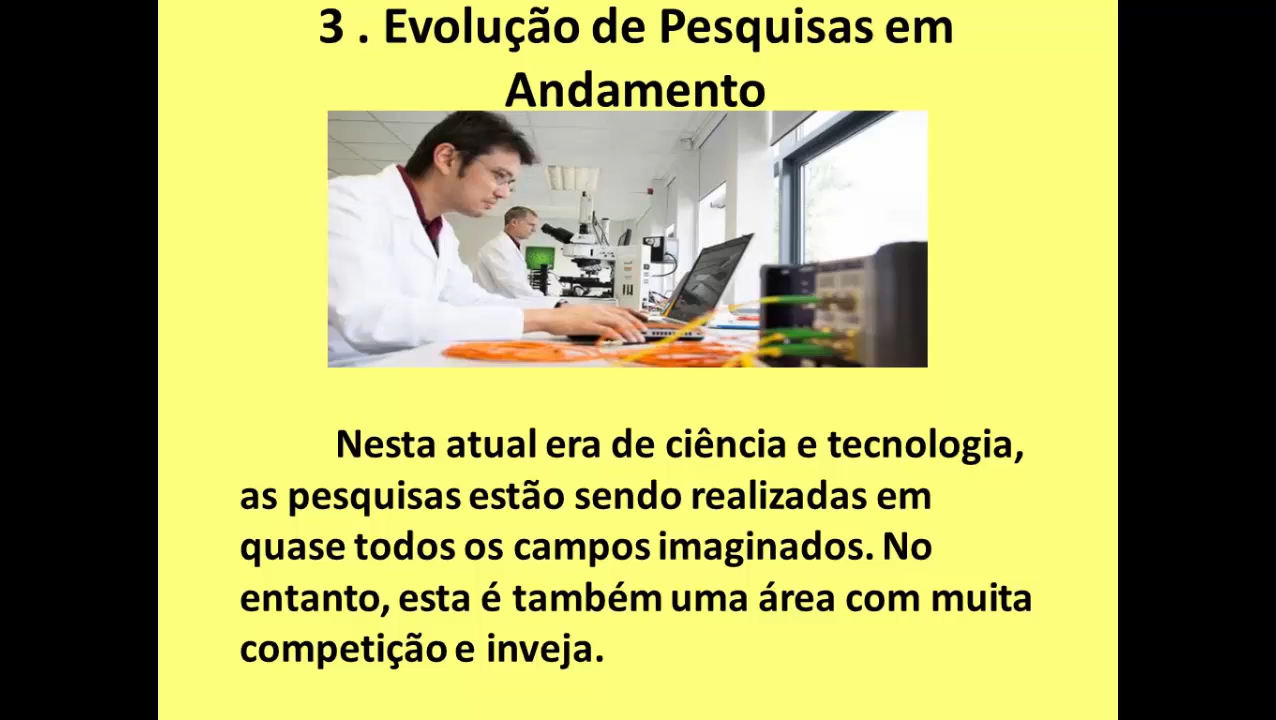 3 . Evolução de Pesquisas em
Andamento
Nesta atual era de ciência e tecnologia,
as pesquisas estão sendo realizadas em
quase todos os campos imaginados. No
entanto, esta é também uma área com muita
competição e inveja.